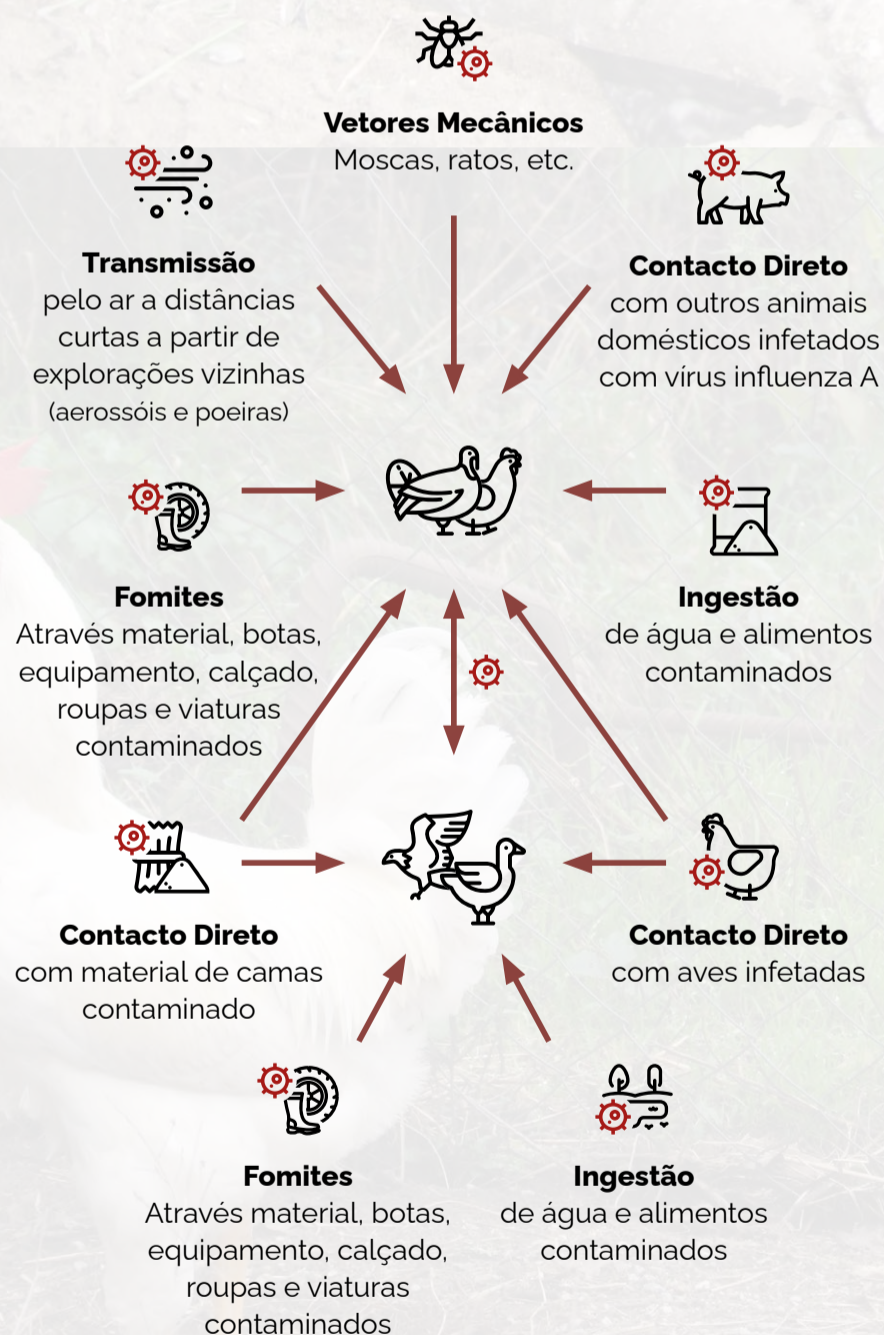 Vetores Mecânicos
Moscas, ratos, etc.
Transmissão
pelo ar a distâncias
curtas a partir de
explorações vizinhas
(aerossóis e poeiras)
Contacto Direto
com outros animais
domésticos infetados
com vírus influenza A
Fomites
Através material, botas,
equipamento, calçado,
roupas e viaturas
contaminados
Ingestão
de água e alimentos
contaminados
Contacto Direto
com material de camas
contaminado
Contacto Direto
com aves infetadas
Fomites
Através material, botas,
equipamento, calçado,
roupas e viaturas
contaminados
Ingestão
de água e alimentos
contaminados